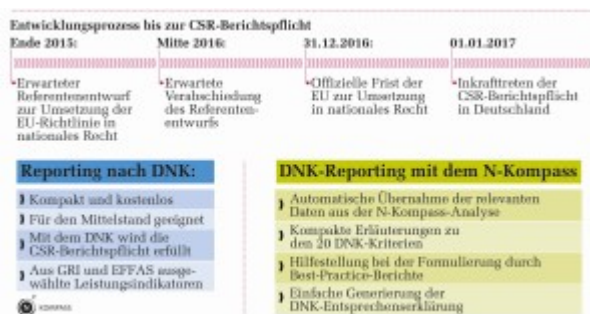 Entwicklungsprozess bis zur CSR-Berichtspflicht
Ende 2015:
Erwarteter
Referentenentwurf
zur Umsetzung der
EU-Richtlinie in
nationales Recht
Mitte 2016:
Erwartete
Verabschiedung
des Referenten-
entwurfs
31.12.2016:
Offizielle Frist der
EU zur Umsetzung
in nationales Recht
01.01.2017
Inkrafttreten der
CSR-Berichtspflicht
in Deutschland
Reporting nach DNK:
Kompakt und kostenlos
Für den Mittelstand geeignet
Mit dem DNK wird die
CSR-Berichtspflicht erfüllt
Aus GRI und EFFAS ausge-
wählte Leistungsindikatoren
KOMPASS
DNK-Reporting mit dem N-Kompass
Automatische Übernahme der relevanten
Daten aus der N-Kompass-Analyse
Kompakte Erläuterungen zu
den 20 DNK-Kriterien
Hilfestellung bei der Formulierung durch
Best-Practice-Berichte
Einfache Generierung der
DNK-Entsprechenserklärung